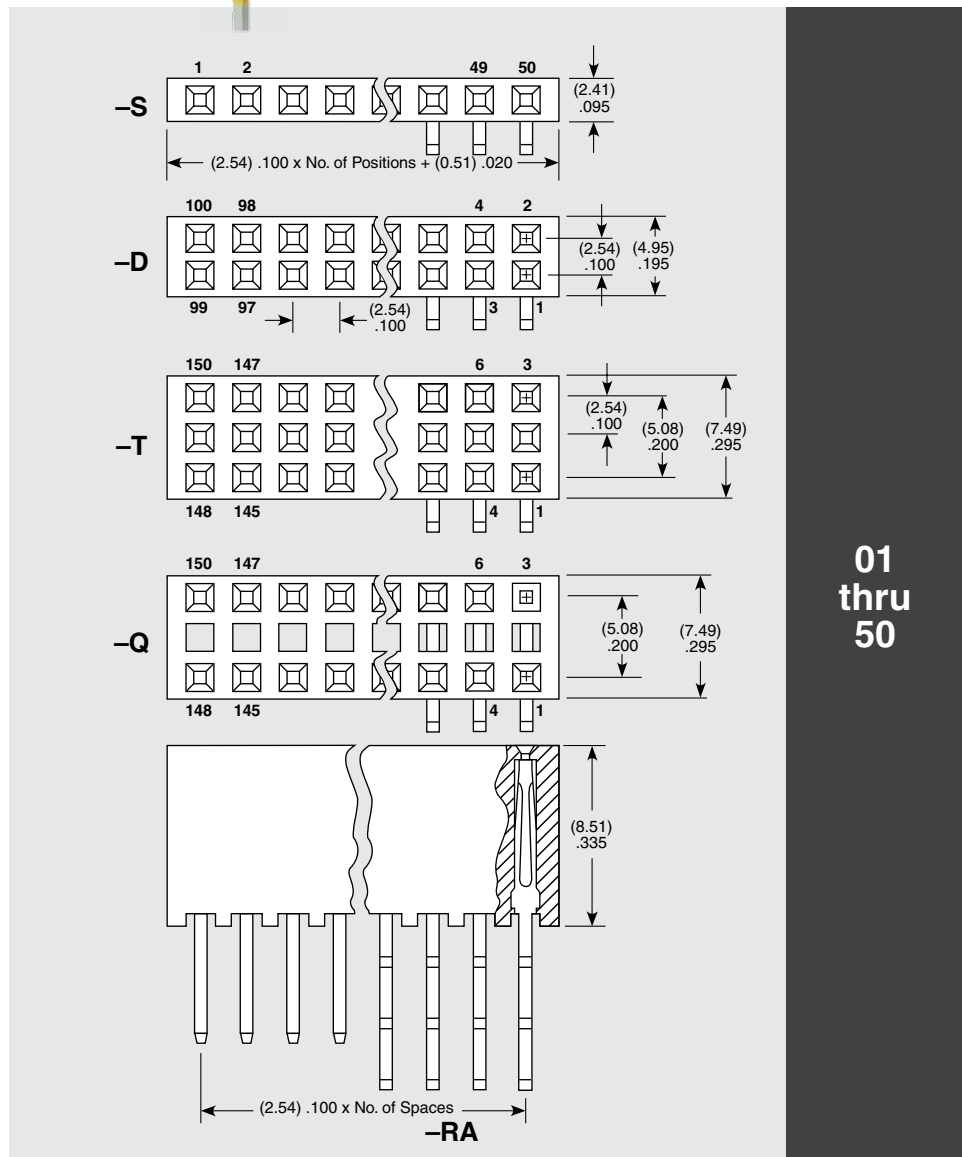 1 2 49 50
–S
(2.41)
.095
(2.54) .100 x No. of Positions + (0.51) .020
100 98 4 2
–D
(2.54)
.100
(4.95)
.195
99 97 3 1
(2.54)
.100
150 147 6 3
–T
(2.54)
.100
(5.08)
.200
(7.49)
.295
148 145 4 1
150 147 6 3
–Q
(5.08)
.200
(7.49)
.295
148 145 4 1
(8.51)
.335
(2.54) .100 x No. of Spaces
–RA
01
thru
50